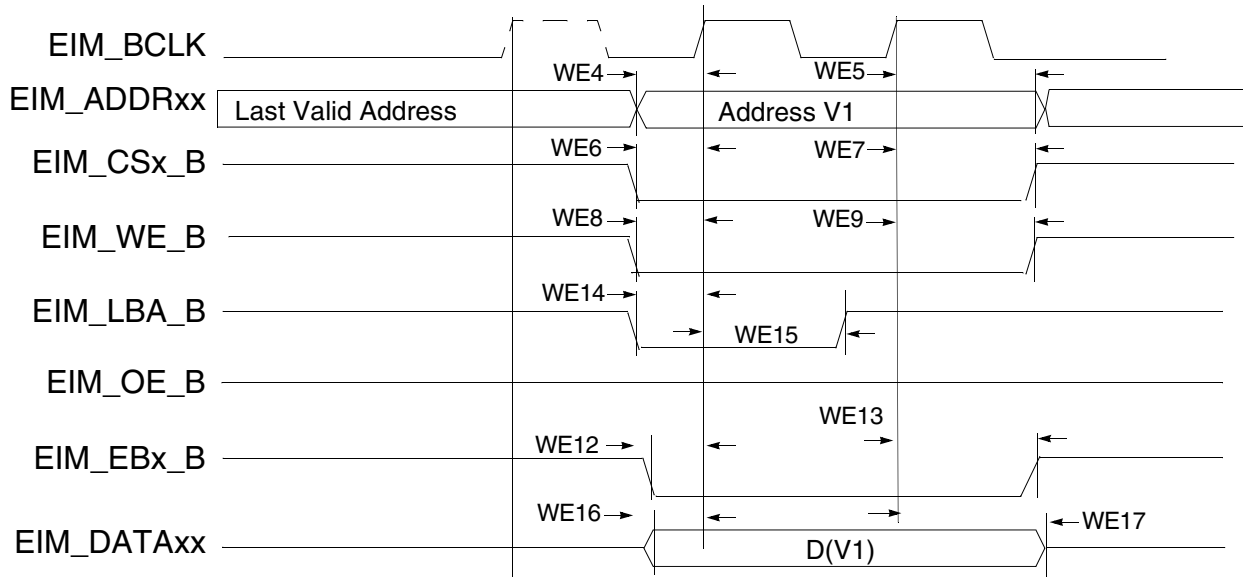 EIM_BCLK
WE4 WE5
EIM_ADDRxx Last Valid Address Address V1
WE6 WE7
EIM_CSx_B
WE8 WE9
EIM_WE_B
WE14
EIM_LBA_B
WE15
EIM_OE_B
WE13
WE12
EIM_EBx_B
WE16 WE17
EIM_DATAxx D(V1)